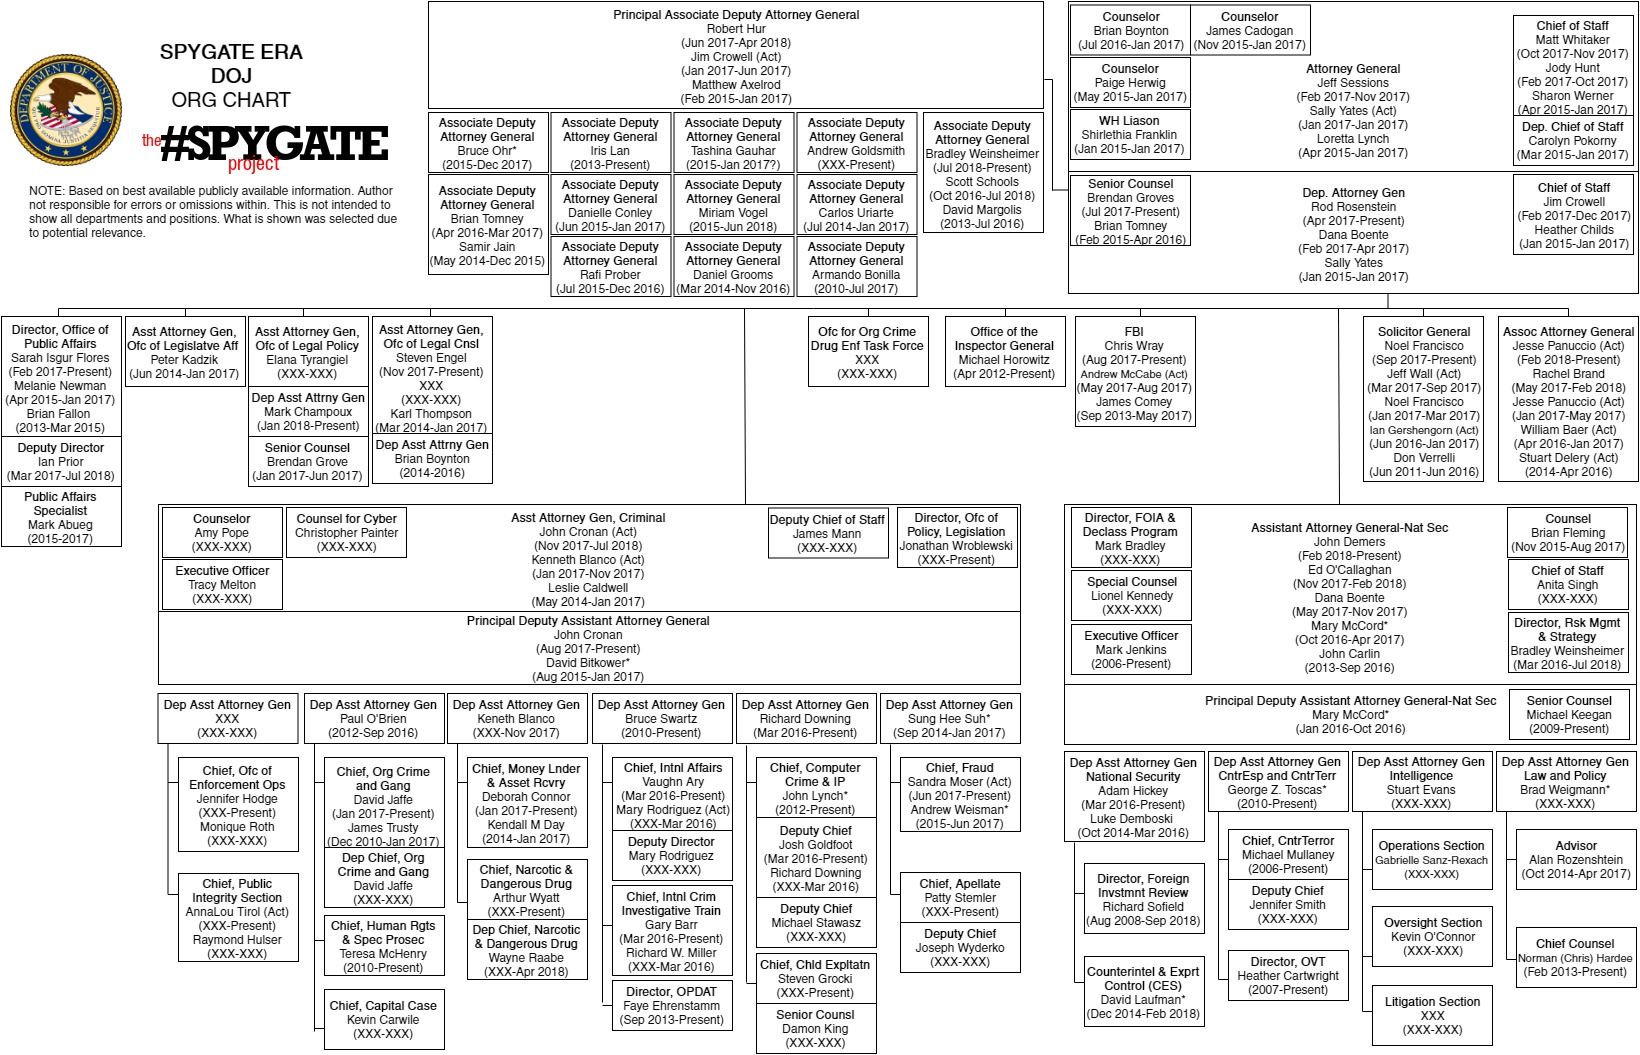 SPYGATE ERA
DOJ
ORG CHART
the #SPYGATE
project
NOTE: Based on best available publicly available information. Author
not responsible for errors or omissions within. This is not intended to
show all departments and positions. What is shown was selected due
to potential relevance.
Principal Associate Deputy Attorney General
Robert Hur
(Jun 2017-Apr 2018)
Jim Crowell (Act)
(Jan 2017-Jun 2017)
Matthew Axelrod
(Feb 2015-Jan 2017)
Associate Deputy
Attorney General
Bruce Ohr*
(2015-Dec 2017)
Associate Deputy
Attorney General
Iris Lan
(2013-Present)
Associate Deputy
Attorney General
Tashina Gauhar
(2015-Jan 2017?)
Associate Deputy
Attorney General
Andrew Goldsmith
(XXX-Present)
Associate Deputy
Attorney General
Bradley Weinsheimer
(Jul 2018-Present)
Scott Schools
(Oct 2016-Jul 2018)
David Margolis
(2013-Jul 2016)
Associate Deputy
Attorney General
Brian Tomney
(Apr 2016-Mar 2017)
Samir Jain
(May 2014-Dec 2015)
Associate Deputy
Attorney General
Danielle Conley
(Jun 2015-Jan 2017)
Associate Deputy
Attorney General
Miriam Vogel
(2015-Jun 2018)
Associate Deputy
Attorney General
Carlos Uriarte
(Jul 2014-Jan 2017)
Associate Deputy
Attorney General
Rafi Prober
(Jul 2015-Dec 2016)
Associate Deputy
Attorney General
Daniel Grooms
(Mar 2014-Nov 2016)
Associate Deputy
Attorney General
Armando Bonilla
(2010-Jul 2017)
Counselor
Brian Boynton
(Jul 2016-Jan 2017)
Counselor
James Cadogan
(Nov 2015-Jan 2017)
Counselor
Paige Herwig
(May 2015-Jan 2017)
WH Liason
Shirlethia Franklin
(Jan 2015-Jan 2017)
Attorney General
Jeff Sessions
(Feb 2017-Nov 2017)
Sally Yates (Act)
(Jan 2017-Jan 2017)
Loretta Lynch
(Apr 2015-Jan 2017)
Chief of Staff
Matt Whitaker
(Oct 2017-Nov 2017)
Jody Hunt
(Feb 2017-Oct 2017)
Sharon Werner
(Apr 2015-Jan 2017)
Dep. Chief of Staff
Carolyn Pokorny
(Mar 2015-Jan 2017)
Senior Counsel
Brendan Groves
(Jul 2017-Present)
Brian Tomney
(Feb 2015-Apr 2016)
Dep. Attorney Gen
Rod Rosenstein
(Apr 2017-Present)
Dana Boente
(Feb 2017-Apr 2017)
Sally Yates
(Jan 2015-Jan 2017)
Chief of Staff
Jim Crowell
(Feb 2017-Dec 2017)
Heather Childs
(Jan 2015-Jan 2017)
Director, Office of
Public Affairs
Sarah Isgur Flores
(Feb 2017-Present)
Melanie Newman
(Apr 2015-Jan 2017)
Brian Fallon
(2013-Mar 2015)
Deputy Director
Ian Prior
(Mar 2017-Jul 2018)
Public Affairs
Specialist
Mark Abueg
(2015-2017)
Asst Attorney Gen,
Ofc of Legislatve Aff
Peter Kadzik
(Jun 2014-Jan 2017)
Asst Attorney Gen,
Ofc of Legal Policy
Elana Tyrangiel
(XXX-XXX)
Dep Asst Attrny Gen
Mark Champoux
(Jan 2018-Present)
Senior Counsel
Brendan Grove
(Jan 2017-Jun 2017)
Asst Attorney Gen,
Ofc of Legal Cnsl
Steven Engel
(Nov 2017-Present)
XXX
(XXX-XXX)
Karl Thompson
(Mar 2014-Jan 2017)
Dep Asst Attrny Gen
Brian Boynton
(2014-2016)
Ofc for Org Crime
Drug Enf Task Force
XXX
(XXX-XXX)
Office of the
Inspector General
Michael Horowitz
(Apr 2012-Present)
FBI
Chris Wray
(Aug 2017-Present)
Andrew McCabe (Act)
(May 2017-Aug 2017)
James Comey
(Sep 2013-May 2017)
Solicitor General
Noel Francisco
(Sep 2017-Present)
Jeff Wall (Act)
(Mar 2017-Sep 2017)
Noel Francisco
(Jan 2017-Mar 2017)
Ian Gershengorn (Act)
(Jun 2016-Jan 2017)
Don Verrelli
(Jun 2011-Jun 2016)
Assoc Attorney General
Jesse Panuccio (Act)
(Feb 2018-Present)
Rachel Brand
(May 2017-Feb 2018)
Jesse Panuccio (Act)
(Jan 2017-May 2017)
William Baer (Act)
(Apr 2016-Jan 2017)
Stuart Delery (Act)
(2014-Apr 2016)
Counselor
Amy Pope
(XXX-XXX)
Counsel for Cyber
Christopher Painter
(XXX-XXX)
Executive Officer
Tracy Melton
(XXX-XXX)
Asst Attorney Gen, Criminal
John Cronan (Act)
(Nov 2017-Jul 2018)
Kenneth Blanco (Act)
(Jan 2017-Nov 2017)
Leslie Caldwell
(May 2014-Jan 2017)
Deputy Chief of Staff
James Mann
(XXX-XXX)
Director, Ofc of
Policy, Legislation
Jonathan Wroblewski
(XXX-Present)
Principal Deputy Assistant Attorney General
John Cronan
(Aug 2017-Present)
David Bitkower*
(Aug 2015-Jan 2017)
Dep Asst Attorney Gen
XXX
(XXX-XXX)
Chief, Ofc of
Enforcement Ops
Jennifer Hodge
(XXX-Present)
Monique Roth
(XXX-XXX)
Chief, Public
Integrity Section
AnnaLou Tirol (Act)
(XXX-Present)
Raymond Hulser
(XXX-XXX)
Dep Asst Attorney Gen
Paul O'Brien
(2012-Sep 2016)
Chief, Org Crime
and Gang
David Jaffe
(Jan 2017-Present)
James Trusty
(Dec 2010-Jan 2017)
Dep Chief, Org
Crime and Gang
David Jaffe
(XXX-XXX)
Chief, Human Rgts
& Spec Prosec
Teresa McHenry
(2010-Present)
Chief, Capital Case
Kevin Carwile
(XXX-XXX)
Dep Asst Attorney Gen
Keneth Blanco
(XXX-Nov 2017)
Chief, Money Lnder
& Asset Rcvry
Deborah Connor
(Jan 2017-Present)
Kendall M Day
(2014-Jan 2017)
Chief, Narcotic &
Dangerous Drug
Arthur Wyatt
(XXX-Present)
Dep Chief, Narcotic
& Dangerous Drug
Wayne Raabe
(XXX-Apr 2018)
Dep Asst Attorney Gen
Bruce Swartz
(2010-Present)
Chief, Intnl Affairs
Vaughn Ary
(Mar 2016-Present)
Mary Rodriguez (Act)
(XXX-Mar 2016)
Deputy Director
Mary Rodriguez
(XXX-XXX)
Chief, Intnl Crim
Investigative Train
Gary Barr
(Mar 2016-Present)
Richard W. Miller
(XXX-Mar 2016)
Director, OPDAT
Faye Ehrenstamm
(Sep 2013-Present)
Dep Asst Attorney Gen
Richard Downing
(Mar 2016-Present)
Chief, Computer
Crime & IP
John Lynch*
(2012-Present)
Deputy Chief
Josh Goldfoot
(Mar 2016-Present)
Richard Downing
(XXX-Mar 2016)
Deputy Chief
Michael Stawasz
(XXX-XXX)
Chief, Chld Expltatn
Steven Grocki
(XXX-Present)
Senior Counsl
Damon King
(XXX-XXX)
Dep Asst Attorney Gen
Sung Hee Suh*
(Sep 2014-Jan 2017)
Chief, Fraud
Sandra Moser (Act)
(Jun 2017-Present)
Andrew Weisman*
(2015-Jun 2017)
Chief, Apellate
Patty Stemler
(XXX-Present)
Deputy Chief
Joseph Wyderko
(XXX-XXX)
Director, FOIA &
Declass Program
Mark Bradley
(XXX-XXX)
Special Counsel
Lionel Kennedy
(XXX-XXX)
Executive Officer
Mark Jenkins
(2006-Present)
Assistant Attorney General-Nat Sec
John Demers
(Feb 2018-Present)
Ed O'Callaghan
(Nov 2017-Feb 2018)
Dana Boente
(May 2017-Nov 2017)
Mary McCord*
(Oct 2016-Apr 2017)
John Carlin
(2013-Sep 2016)
Counsel
Brian Fleming
(Nov 2015-Aug 2017)
Chief of Staff
Anita Singh
(XXX-XXX)
Director, Rsk Mgmt
& Strategy
Bradley Weinsheimer
(Mar 2016-Jul 2018)
Principal Deputy Assistant Attorney General-Nat Sec
Mary McCord*
(Jan 2016-Oct 2016)
Senior Counsel
Michael Keegan
(2009-Present)
Dep Asst Attorney Gen
National Security
Adam Hickey
(Mar 2016-Present)
Luke Demboski
(Oct 2014-Mar 2016)
Director, Foreign
Invstmnt Review
Richard Sofield
(Aug 2008-Sep 2018)
Counterintel & Exprt
Control (CES)
David Laufman*
(Dec 2014-Feb 2018)
Dep Asst Attorney Gen
CntrEsp and CntrTerr
George Z. Toscas*
(2010-Present)
Chief, CntrTerror
Michael Mullaney
(2006-Present)
Deputy Chief
Jennifer Smith
(XXX-XXX)
Director, OVT
Heather Cartwright
(2007-Present)
Dep Asst Attorney Gen
Intelligence
Stuart Evans
(XXX-XXX)
Operations Section
Gabrielle Sanz-Rexach
(XXX-XXX)
Oversight Section
Kevin O'Connor
(XXX-XXX)
Litigation Section
XXX
(XXX-XXX)
Dep Asst Attorney Gen
Law and Policy
Brad Weigmann*
(XXX-XXX)
Advisor
Alan Rozenshtein
(Oct 2014-Apr 2017)
Chief Counsel
Norman (Chris) Hardee
(Feb 2013-Present)
DEPARTMENT OF JUSTICE